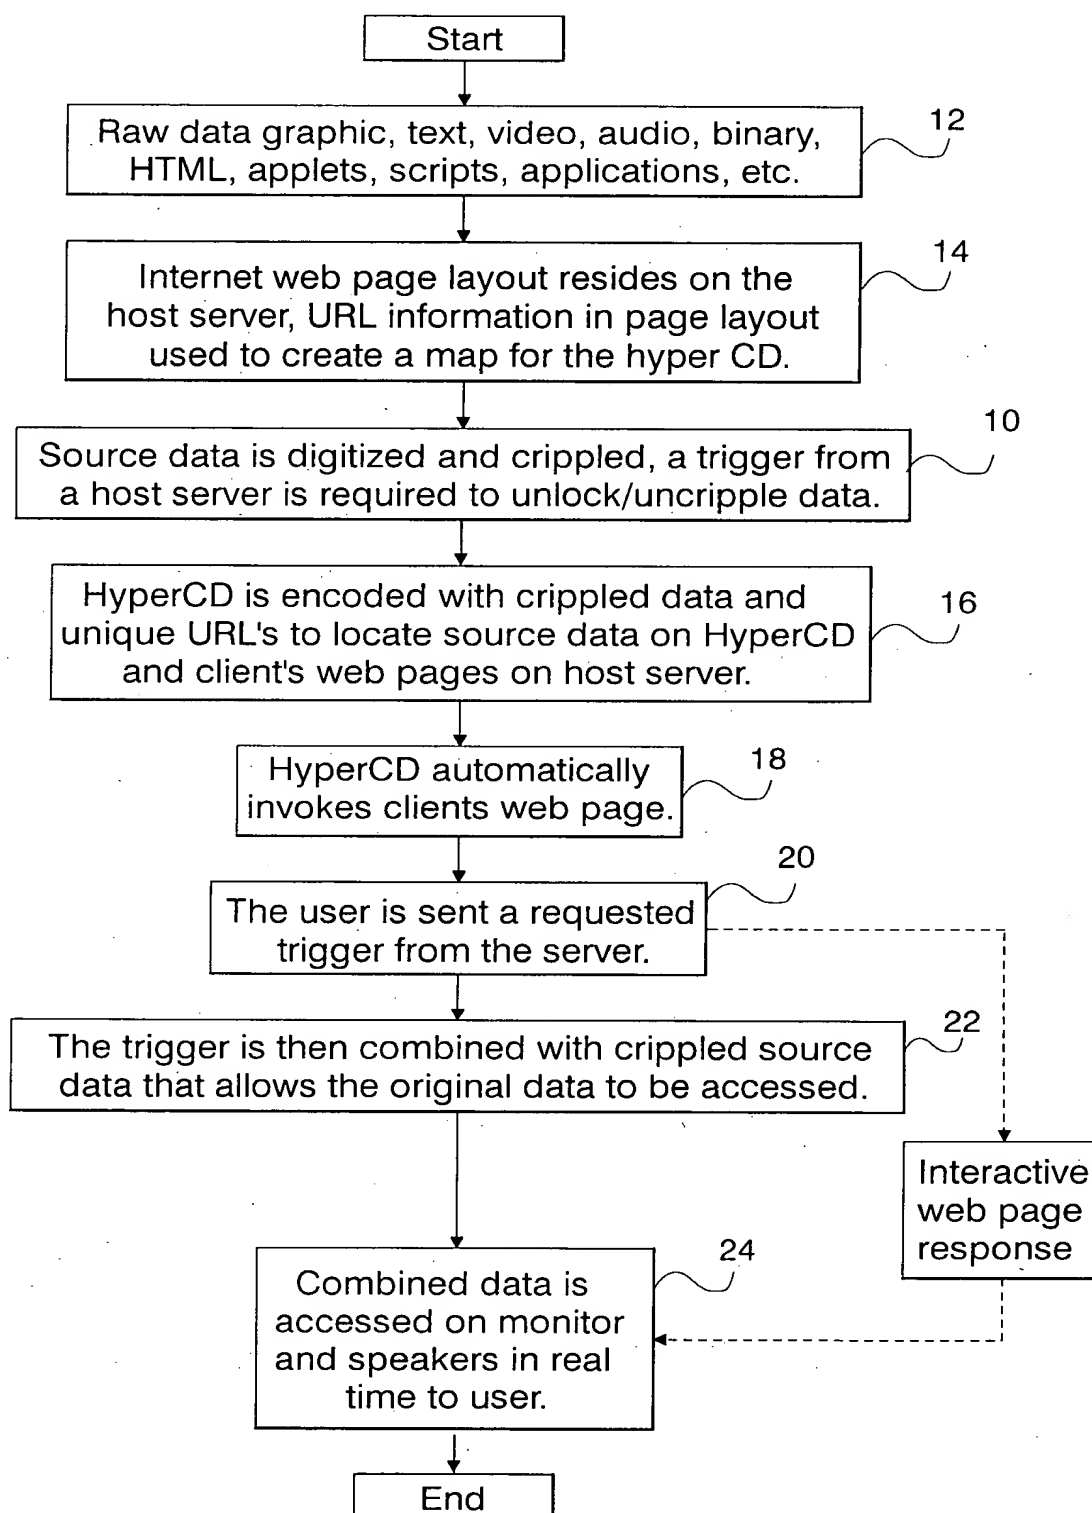 Start
Raw data graphic, text, video, audio, binary,
HTML, applets, scripts, applications, etc.
12
Internet web page layout resides on the
host server, URL information in page layout
used to create a map for the hyper CD.
14
Source data is digitized and crippled, a trigger from
a host server is required to unlock/uncripple data.
10
HyperCD is encoded with crippled data and
unique URL's to locate source data on HyperCD
and client's web pages on host server.
16
HyperCD automatically
invokes clients web page.
18
The user is sent a requested
trigger from the server.
20
The trigger is then combined with crippled source
data that allows the original data to be accessed.
22
Interactive
web page
response
Combined data is
accessed on monitor
and speakers in real
time to user.
24
End